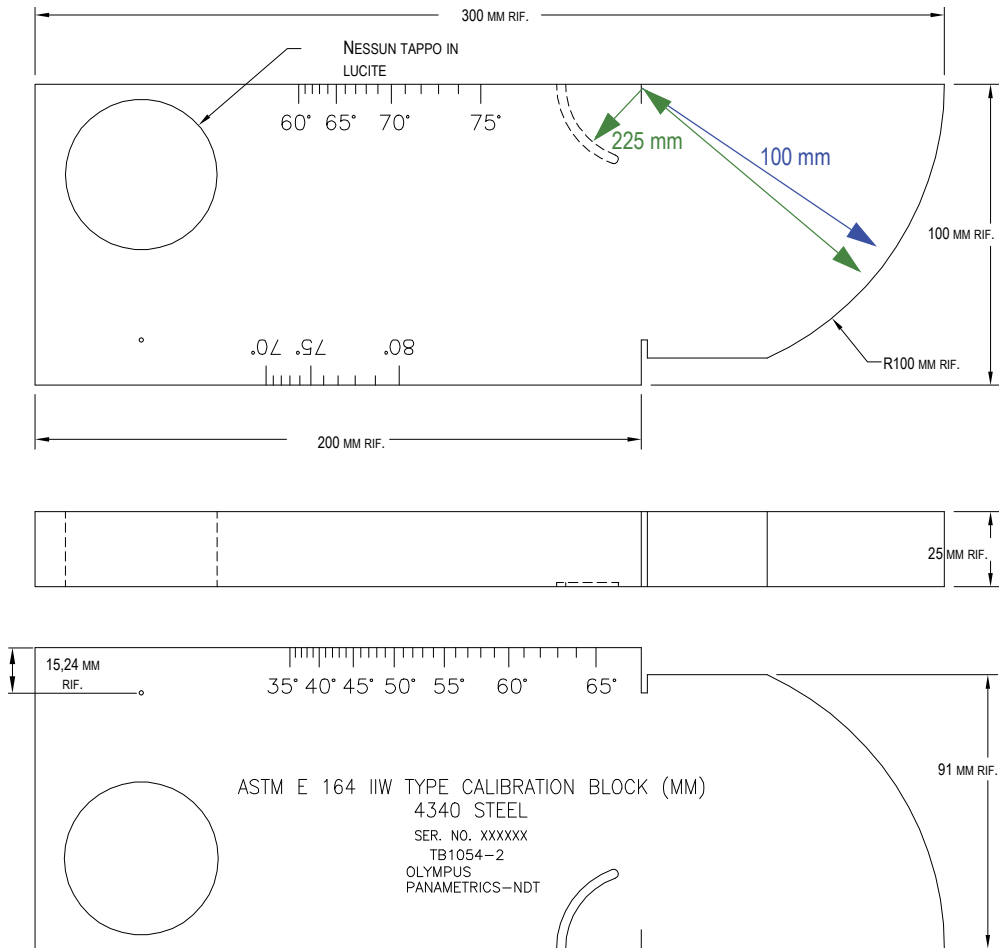 300 MM RIF.
NESSUN TAPPO IN
LUCITE
60° 65° 70° 75°
225 mm
100 mm
100 MM RIF.
70° 75° 80°
R100 MM RIF.
200 MM RIF.
25 MM RIF.
15,24 MM
RIF.
35° 40° 45° 50° 55° 60° 65°
91 MM RIF.
ASTM E 164 IIW TYPE CALIBRATION BLOCK (MM)
4340 STEEL
SER. NO. XXXXXX
TB1054-2
OLYMPUS
PANAMETRICS-NDT